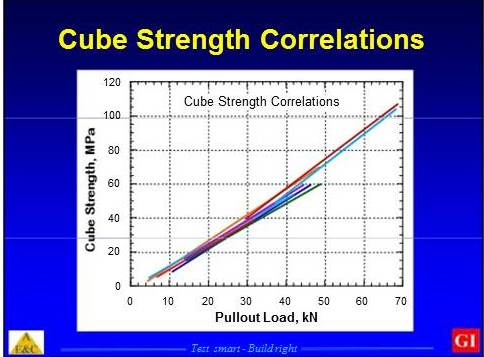 Cube Strength Correlations
Cube Strength Correlations
Cube Strength, MPa
120
100
80
60
40
20
0
0 10 20 30 40 50 60 70
Pullout Load, kN
A
E&C
Test smart - Build right
GI